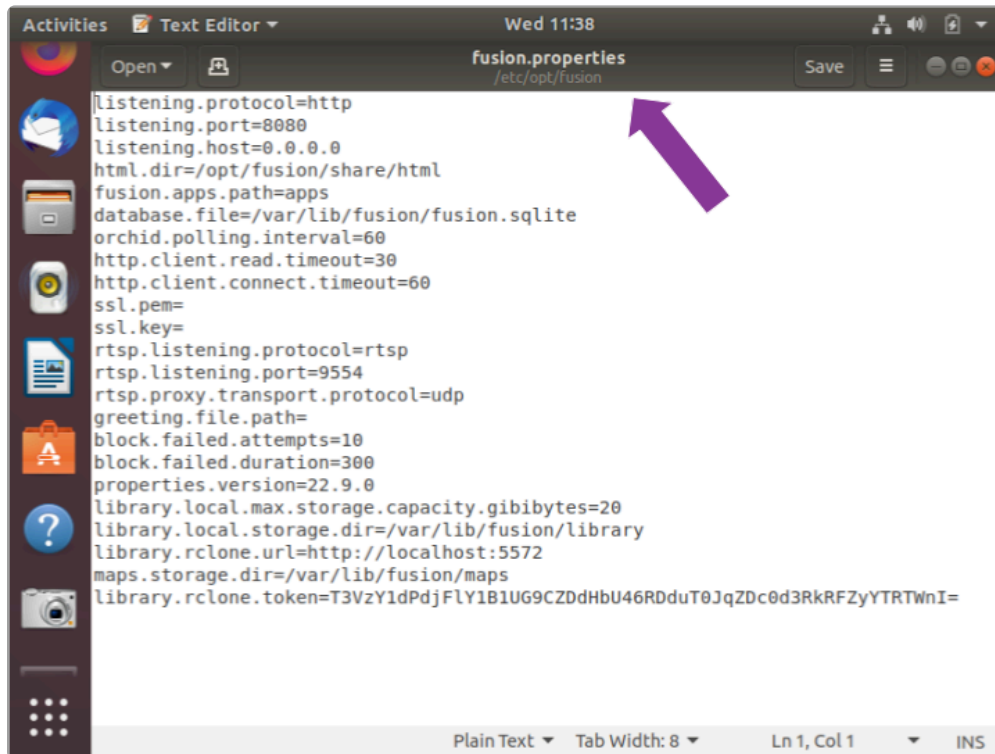 Activities Text Editor Wed 11:38
Open fusion.properties Save
/etc/opt/fusion
listening.protocol=http
listening.port=8080
listening.host=0.0.0.0
html.dir=/opt/fusion/share/html
fusion.apps.path=apps
database.file=/var/lib/fusion/fusion.sqlite
orchid.polling.interval=60
http.client.read.timeout=30
http.client.connect.timeout=60
ssl.pem=
ssl.key=
rtsp.listening.protocol=rtsp
rtsp.listening.port=9554
rtsp.proxy.transport.protocol=udp
greeting.file.path=
block.failed.attempts=10
block.failed.duration=300
properties.version=22.9.0
library.local.max.storage.capacity.gibibytes=20
library.local.storage.dir=/var/lib/fusion/library
library.rclone.url=http://localhost:5572
maps.storage.dir=/var/lib/fusion/maps
library.rclone.token=T3VzY1dPdjFlY1B1UG9CZDdHbU46RDduT0JqZDc0d3RkRFZyYTRTWnI=
Plain Text Tab Width: 8 Ln 1, Col 1 INS